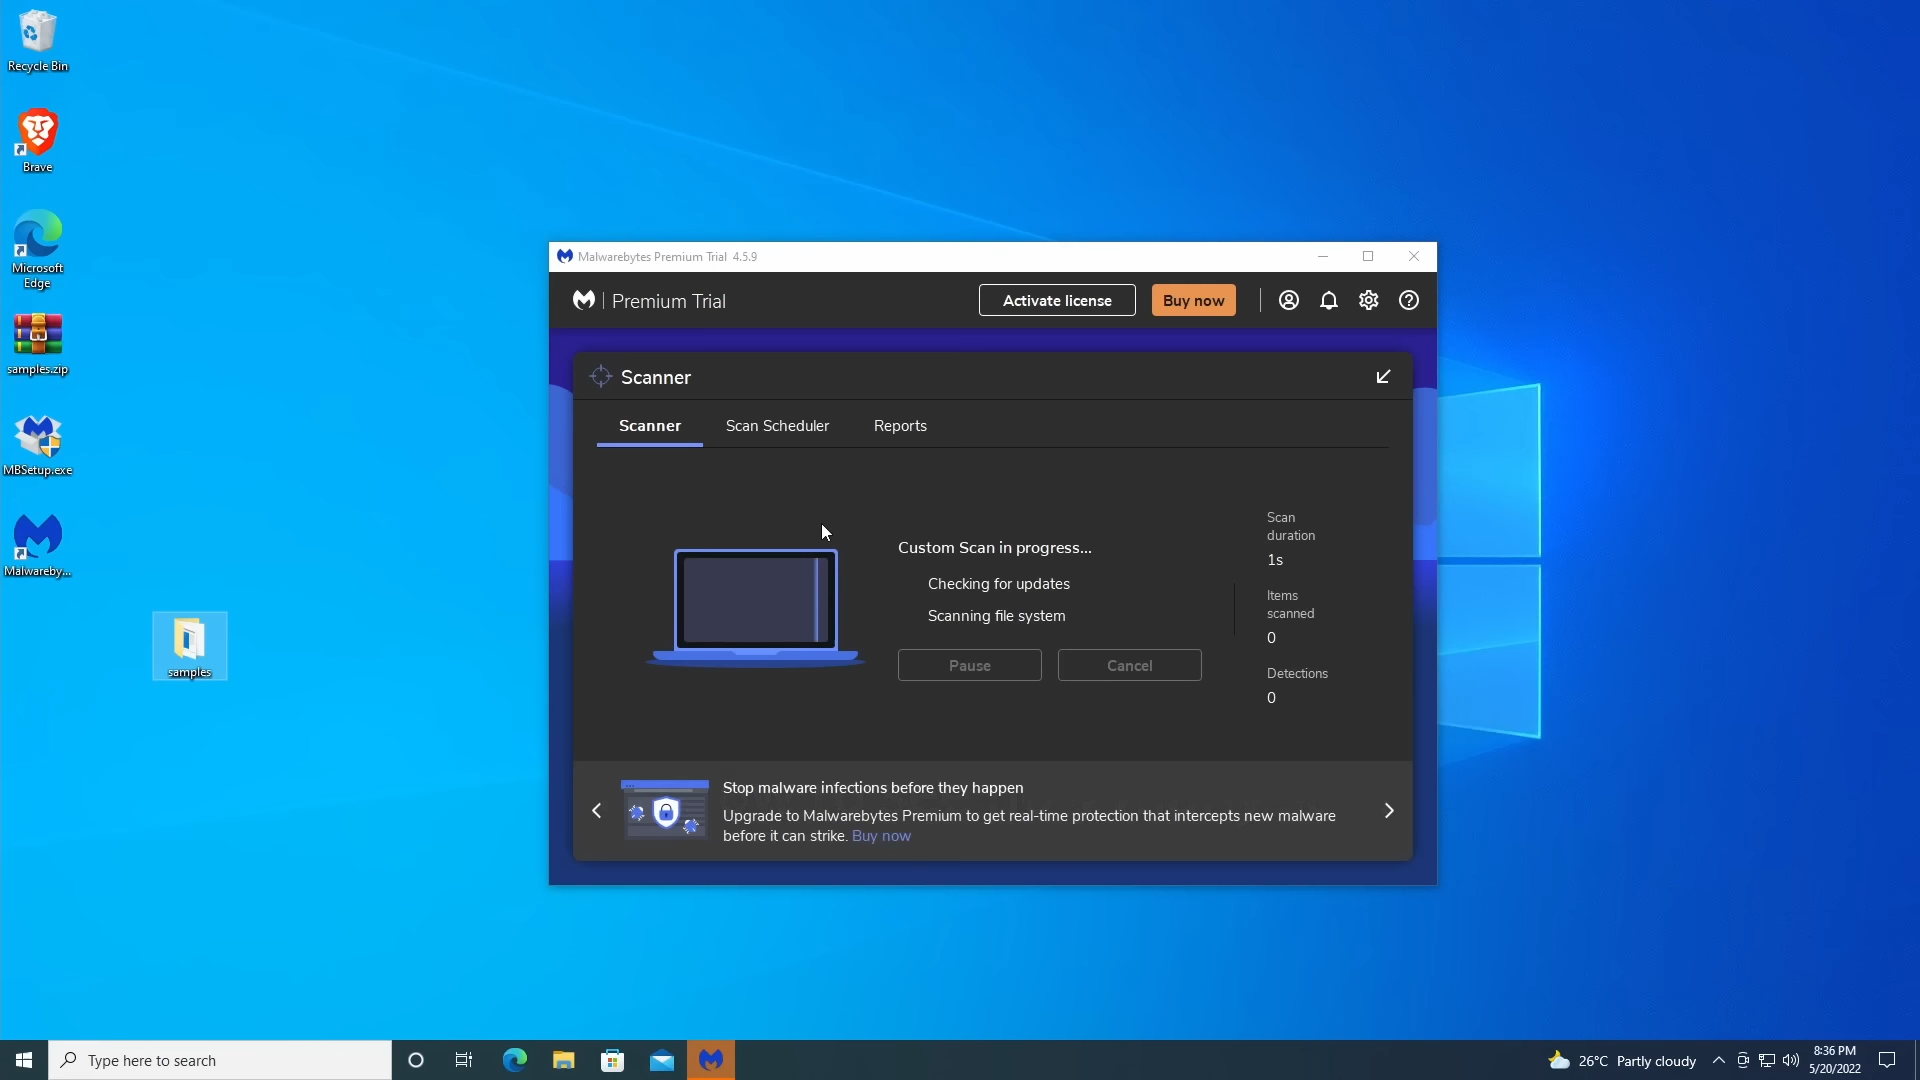 Recycle Bin
Brave
Microsoft
Edge
samples.zip
MBSetup.exe
Malwareby...
samples
Malwarebytes Premium Trial 4.5.9
Premium Trial
Activate license
Buy now
Scanner
Scanner
Scan Scheduler
Reports
Custom Scan in progress...
Checking for updates
Scanning file system
Pause
Cancel
Scan
duration
1s
Items
scanned
0
Detections
0
Stop malware infections before they happen
Upgrade to Malwarebytes Premium to get real-time protection that intercepts new malware
before it can strike. Buy now
Type here to search
26°C Partly cloudy
8:36 PM
5/20/2022